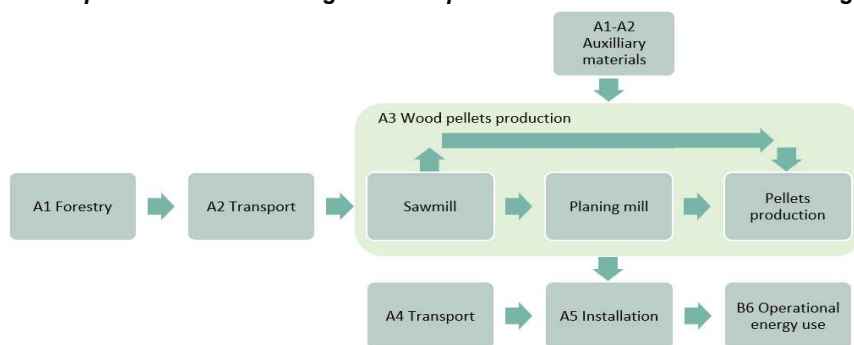 A1-A2
Auxilliary
materials
A3 Wood pellets production
A1 Forestry
A2 Transport
Sawmill
Planing mill
Pellets
production
A4 Transport
A5 Installation
B6 Operational
energy use